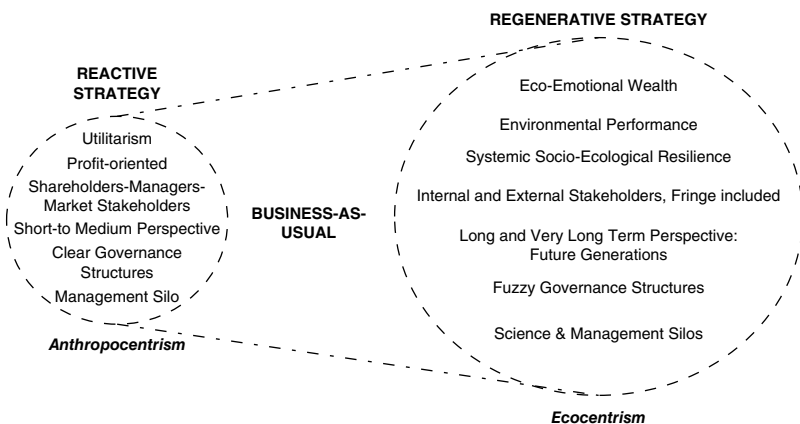 REACTIVE
STRATEGY
Utilitarism
Profit-oriented
Shareholders-Managers-
Market Stakeholders
Short-to Medium Perspective
Clear Governance
Structures
Management Silo
Anthropocentrism
BUSINESS-AS-
USUAL
REGENERATIVE STRATEGY
Eco-Emotional Wealth
Environmental Performance
Systemic Socio-Ecological Resilience
Internal and External Stakeholders, Fringe included
Long and Very Long Term Perspective:
Future Generations
Fuzzy Governance Structures
Science & Management Silos
Ecocentrism